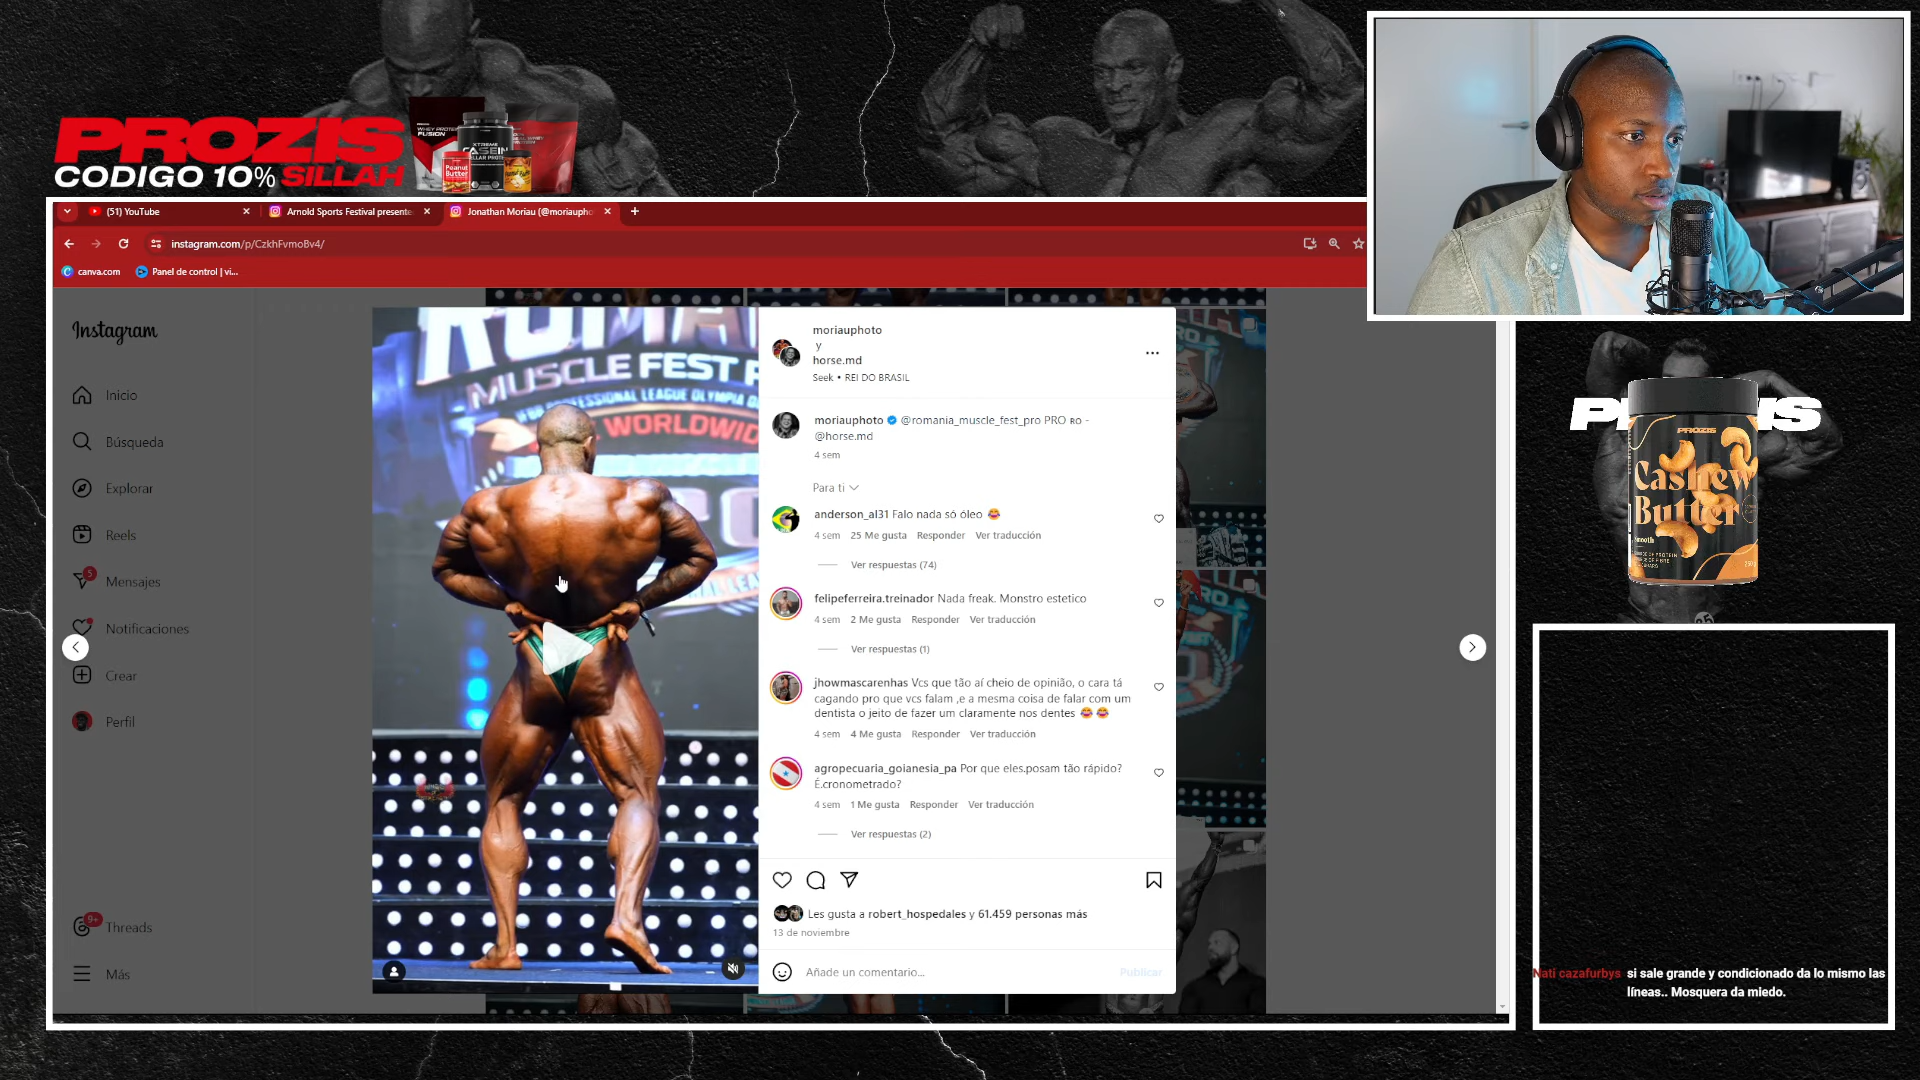 PROZIS
CODIGO 10% SILLAH
(51) YouTube
Arnold Sports Festival presente
Jonathan Moriau (@moriaupho
instagram.com/p/CzkhFvmoBv4/
canva.com
Panel de control | vi...
Instagram
Inicio
Búsqueda
Explorar
Reels
5
Mensajes
Notificaciones
Crear
Perfil
9+
Threads
Más
MUSCLE FEST P
PROFESSIONAL LEAGUE OLYMPIA
WORLDWID
moriauphoto
y
horse.md
Seek • REI DO BRASIL
moriauphoto @romania_muscle_fest_pro PRO RO -
@horse.md
4 sem
Para ti
anderson_al31 Falo nada só óleo 😂
4 sem 25 Me gusta Responder Ver traducción
Ver respuestas (74)
felipeferreira.treinador Nada freak. Monstro estetico
4 sem 2 Me gusta Responder Ver traducción
Ver respuestas (1)
jhowmascarenhas Vcs que tão aí cheio de opinião, o cara tá
cagando pro que vcs falam ,e a mesma coisa de falar com um
dentista o jeito de fazer um claramente nos dentes 😂😂
4 sem 4 Me gusta Responder Ver traducción
agropecuaria_goianesia_pa Por que eles.posam tão rápido?
É.cronometrado?
4 sem 1 Me gusta Responder Ver traducción
Ver respuestas (2)
Les gusta a robert_hospedales y 61.459 personas más
13 de noviembre
Añade un comentario...
Publicar
PROZIS
Cashew
Butter
Smooth
Nati cazafurbys si sale grande y condicionado da lo mismo las
líneas.. Mosquera da miedo.